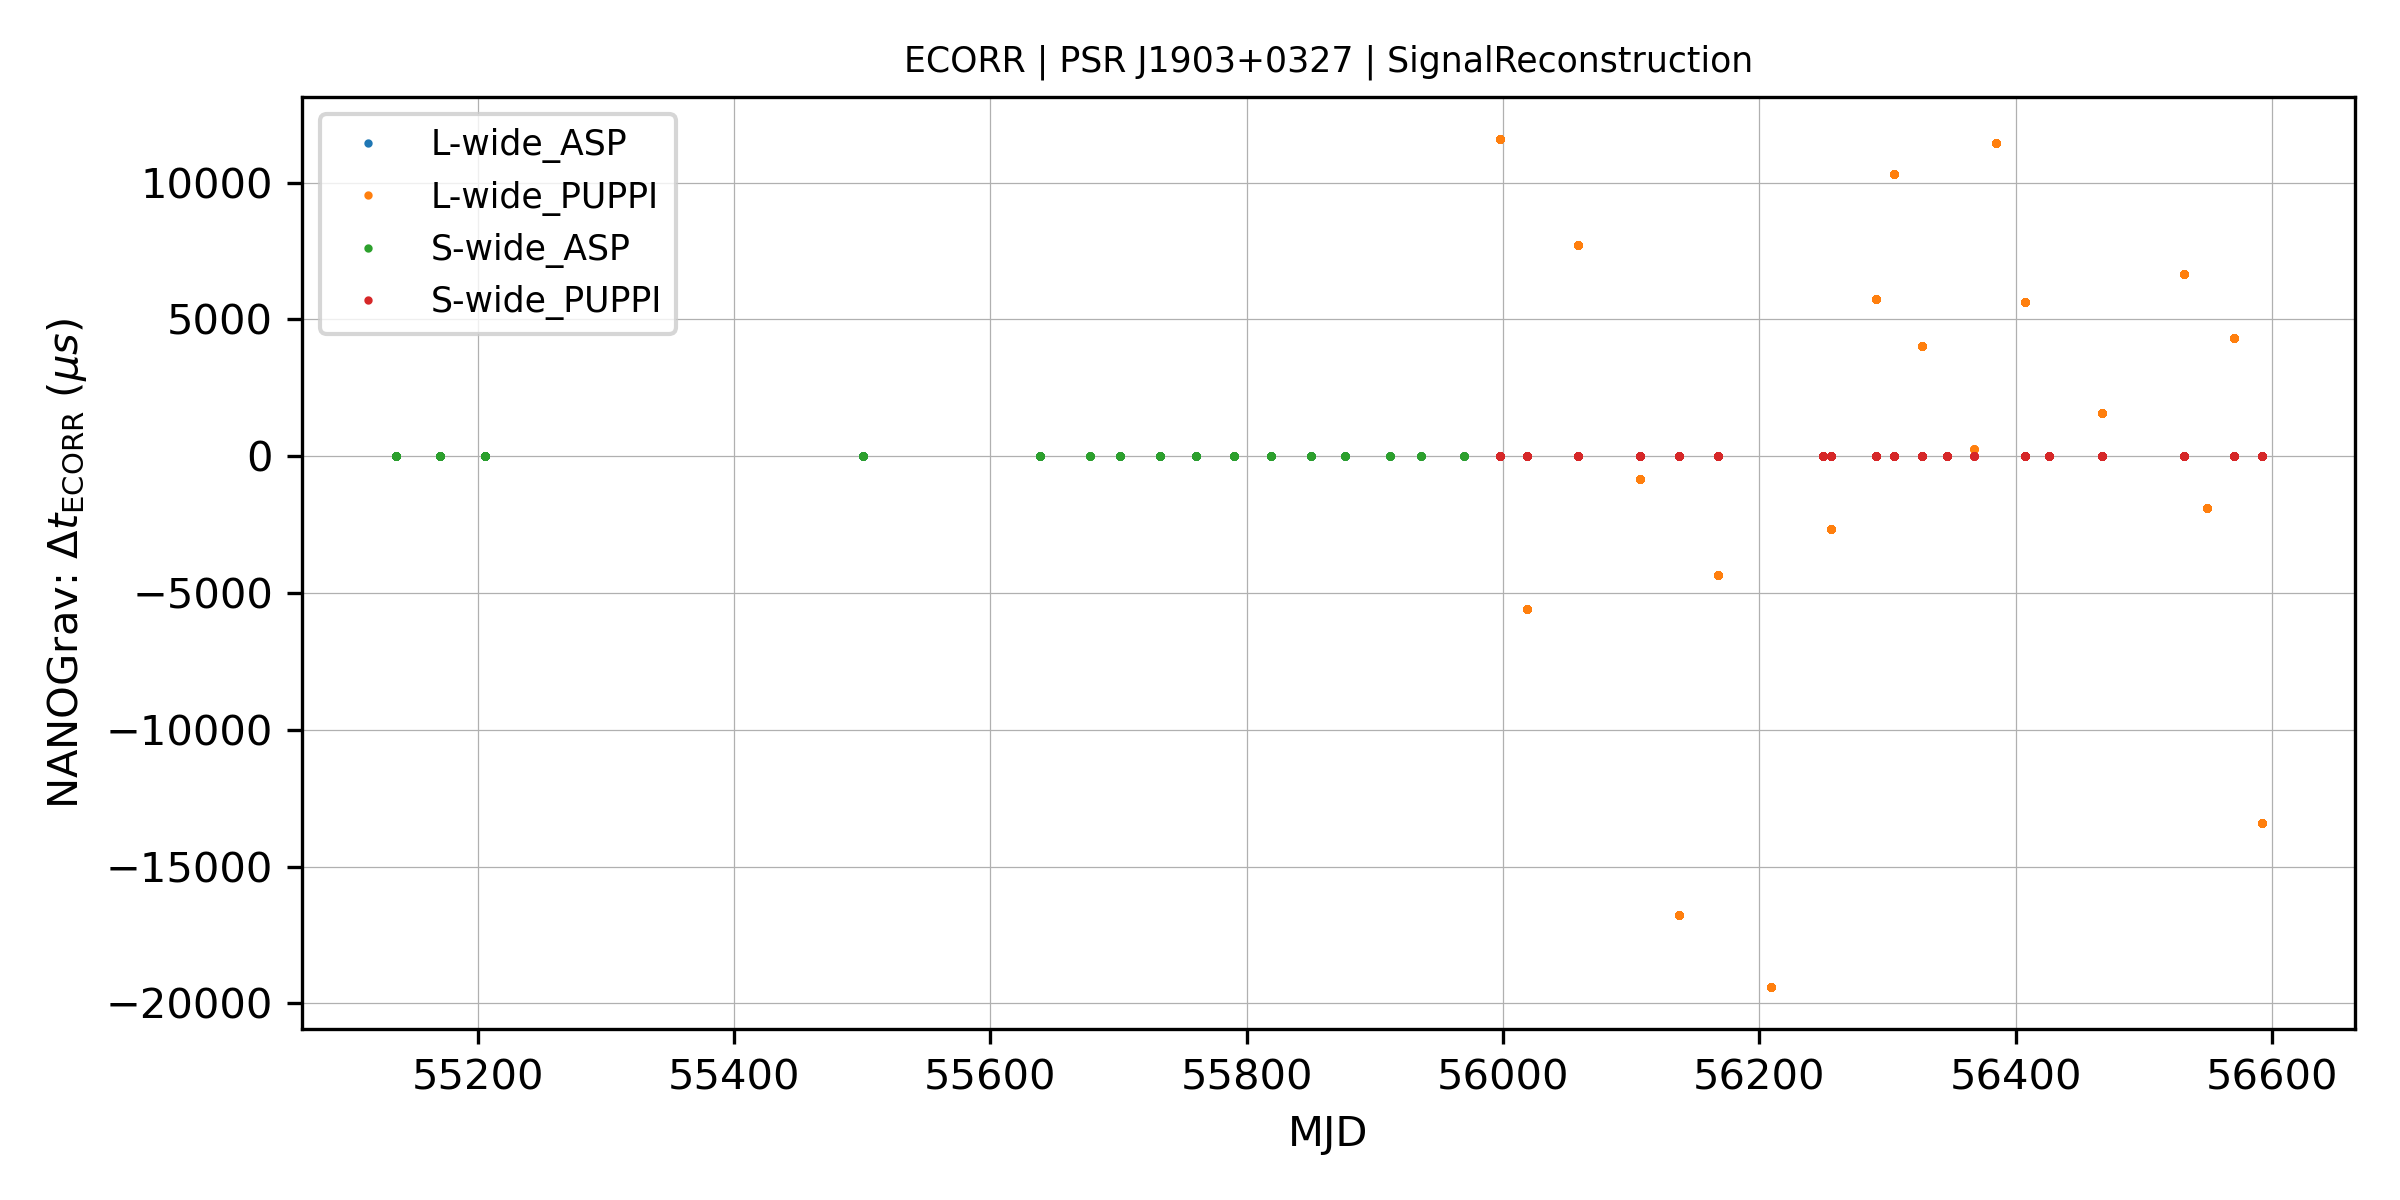 ECORR | PSR J1903+0327 | SignalReconstruction
L-wide_ASP
L-wide_PUPPI
S-wide_ASP
S-wide_PUPPI
NANOGrav: Δt_ECORR (μs)
10000
5000
0
−5000
−10000
−15000
−20000
55200 55400 55600 55800 56000 56200 56400 56600
MJD